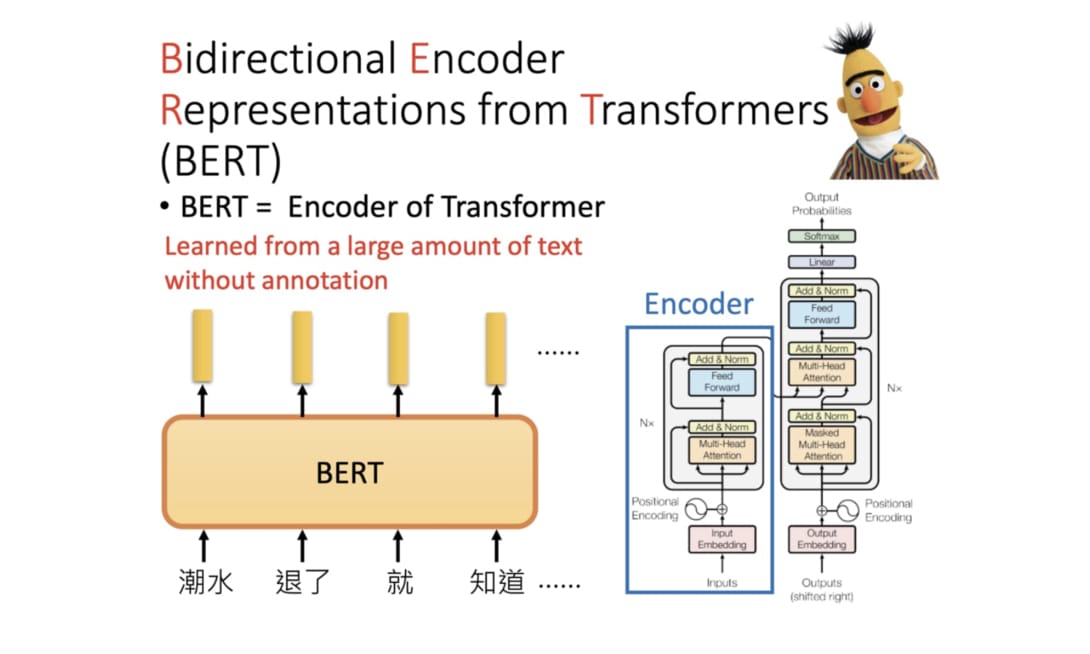 Bidirectional Encoder
Representations from Transformers
(BERT)
• BERT = Encoder of Transformer
Learned from a large amount of text
without annotation
......
BERT
潮水 退了 就 知道 ......
Encoder
Add & Norm
Feed
Forward
Nx
Add & Norm
Multi-Head
Attention
Positional
Encoding
Input
Embedding
Inputs
Output
Probabilities
Softmax
Linear
Add & Norm
Feed
Forward
Add & Norm
Multi-Head
Attention
Nx
Add & Norm
Masked
Multi-Head
Attention
Positional
Encoding
Output
Embedding
Outputs
(shifted right)